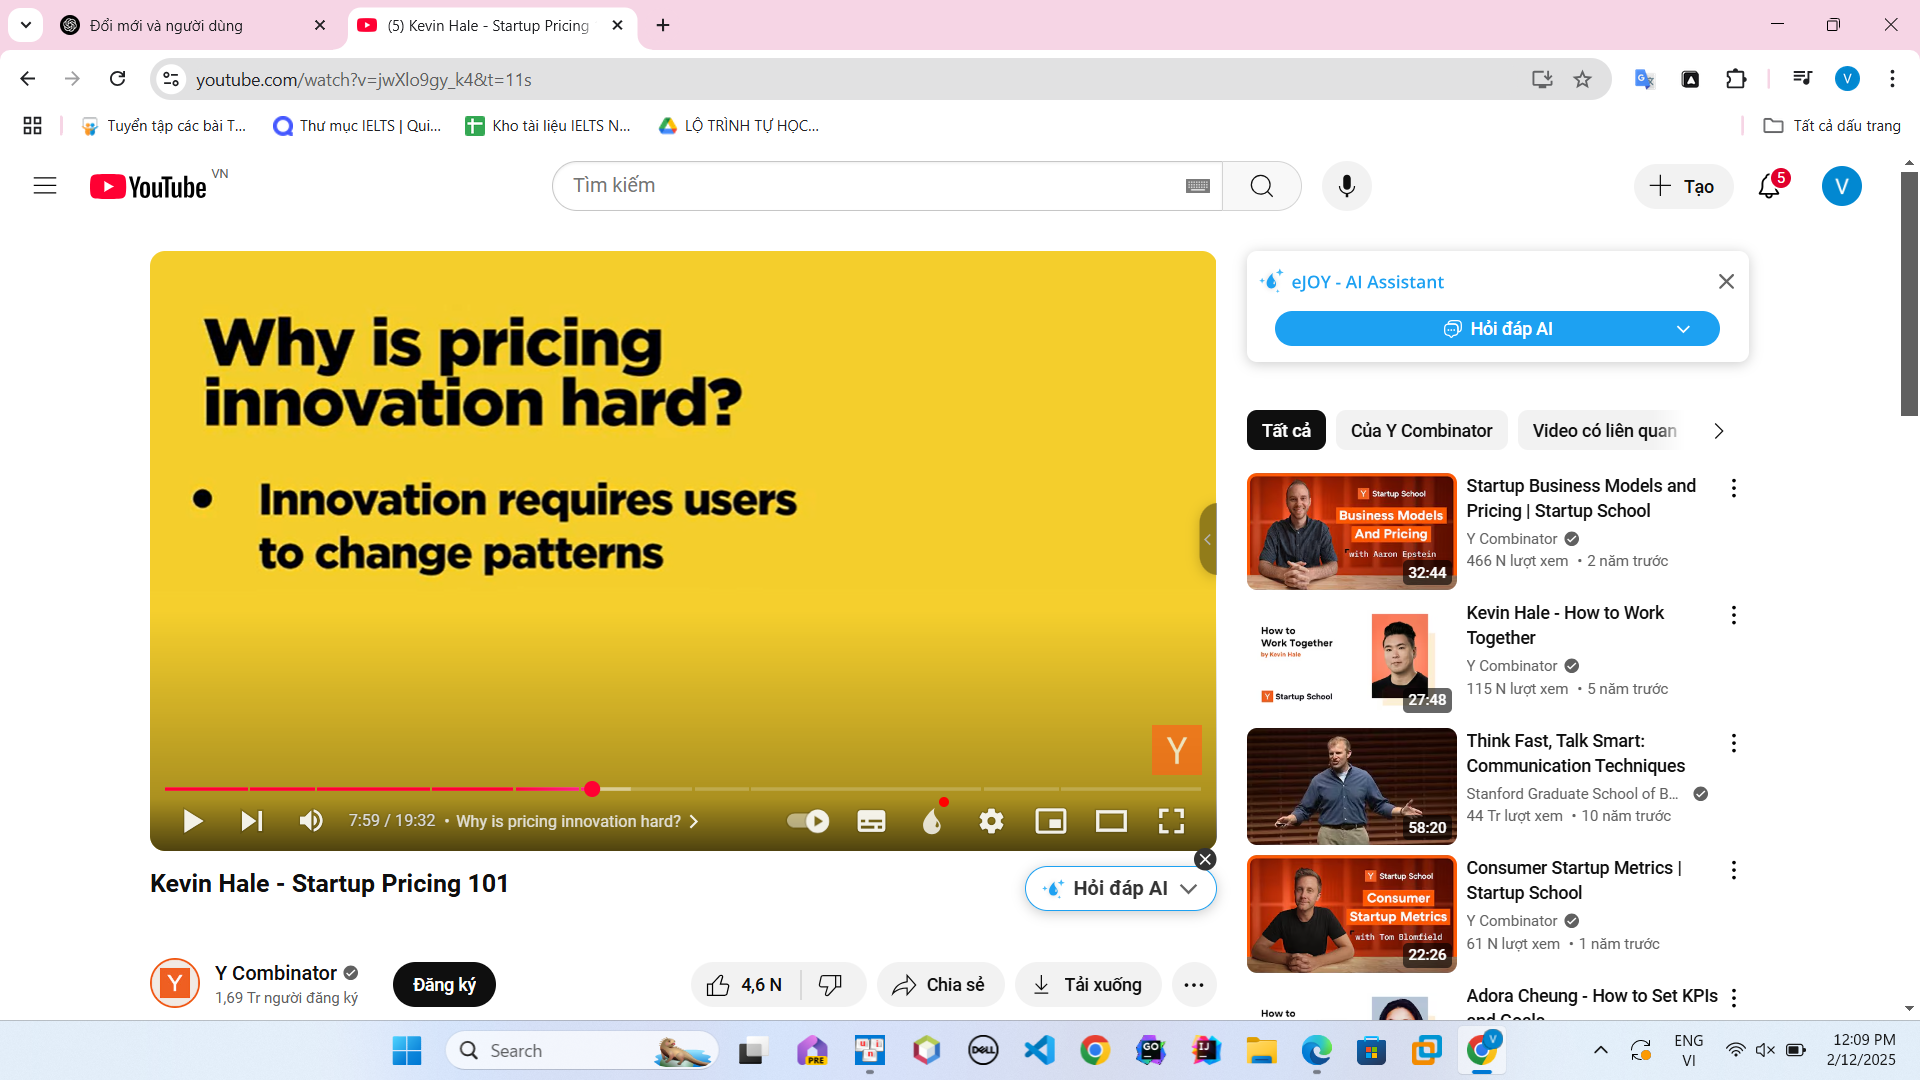 Đổi mới và người dùng
(5) Kevin Hale - Startup Pricing
youtube.com/watch?v=jwXlo9gy_k4&t=11s
V
Tuyển tập các bài T...
Thư mục IELTS | Qui...
Kho tài liệu IELTS N...
LỘ TRÌNH TỰ HỌC...
Tất cả dấu trang
YouTube VN
Tìm kiếm
Tạo
5
V
Why is pricing
innovation hard?
• Innovation requires users
to change patterns
Y
7:59 / 19:32 • Why is pricing innovation hard?
Kevin Hale - Startup Pricing 101
Hỏi đáp AI
Y
Y Combinator
1,69 Tr người đăng ký
Đăng ký
4,6 N
Chia sẻ
Tải xuống
eJOY - AI Assistant
Hỏi đáp AI
Tất cả
Của Y Combinator
Video có liên quan
Y Startup School
Business Models
And Pricing
with Aaron Epstein
32:44
Startup Business Models and
Pricing | Startup School
Y Combinator
466 N lượt xem • 2 năm trước
How to
Work Together
by Kevin Hale
Y Startup School
27:48
Kevin Hale - How to Work
Together
Y Combinator
115 N lượt xem • 5 năm trước
58:20
Think Fast, Talk Smart:
Communication Techniques
Stanford Graduate School of B...
44 Tr lượt xem • 10 năm trước
Y Startup School
Consumer
Startup Metrics
with Tom Blomfield
22:26
Consumer Startup Metrics |
Startup School
Y Combinator
61 N lượt xem • 1 năm trước
How to
Adora Cheung - How to Set KPIs
and Goals
Search
PRE
DELL
GO
IJ
V
ENG
VI
12:09 PM
2/12/2025